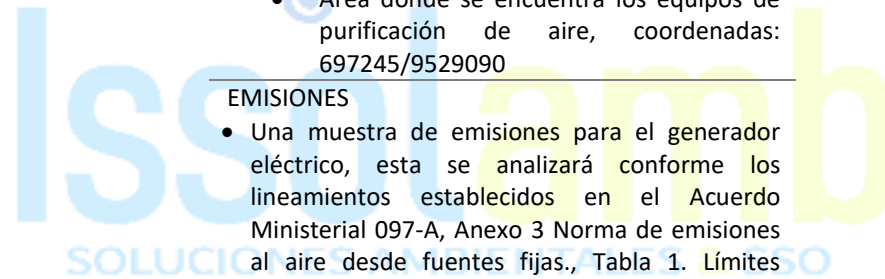 Área donde se encuentra los equipos de
purificación de aire, coordenadas:
697245/9529090
EMISIONES
• Una muestra de emisiones para el generador
eléctrico, esta se analizará conforme los
lineamientos establecidos en el Acuerdo
Ministerial 097-A, Anexo 3 Norma de emisiones
al aire desde fuentes fijas., Tabla 1. Límites
Issolamb
SOLUCIONES AMBIENTALES & SSO